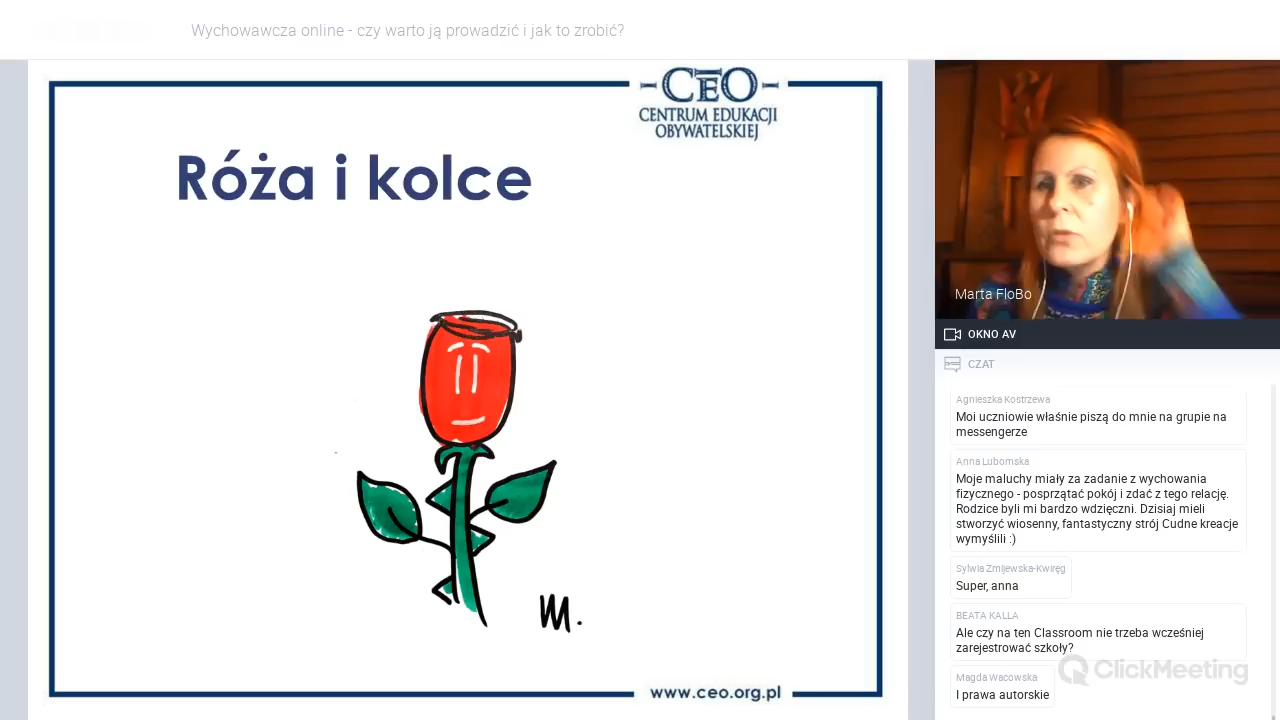 Wychowawcza online - czy warto ją prowadzić i jak to zrobić?
CEO
CENTRUM EDUKACJI
OBYWATELSKIEJ
Róża i kolce
M.
www.ceo.org.pl
Marta FloBo
OKNO AV
CZAT
Agnieszka Kostrzewa
Moi uczniowie właśnie piszą do mnie na grupie na
messengerze
Anna Lubomska
Moje maluchy miały za zadanie z wychowania
fizycznego - posprzątać pokój i zdać z tego relację.
Rodzice byli mi bardzo wdzięczni. Dzisiaj mieli
stworzyć wiosenny, fantastyczny strój Cudne kreacje
wymyślili :)
Sylwia Żmijewska-Kwiręg
Super, anna
BEATA KALLA
Ale czy na ten Classroom nie trzeba wcześniej
zarejestrować szkoły?
Magda Wacowska
I prawa autorskie
ClickMeeting